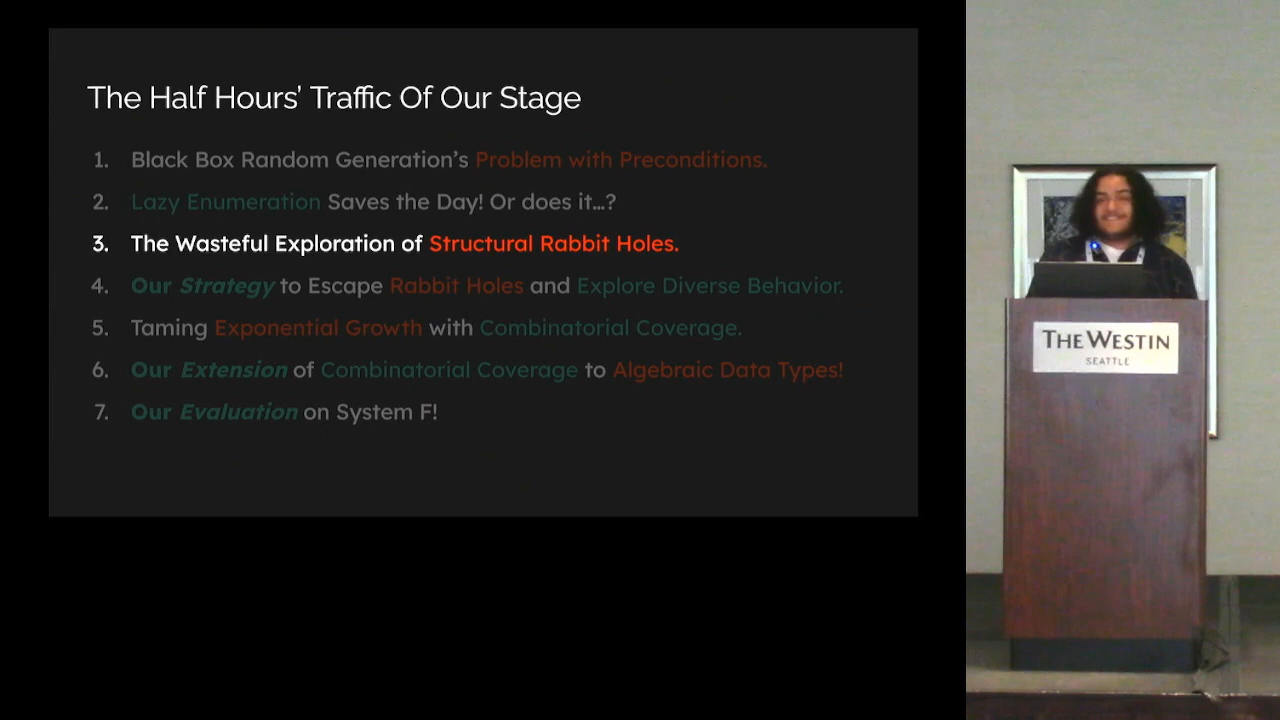 The Half Hours’ Traffic Of Our Stage
1. Black Box Random Generation’s Problem with Preconditions.
2. Lazy Enumeration Saves the Day! Or does it…?
3. The Wasteful Exploration of Structural Rabbit Holes.
4. Our Strategy to Escape Rabbit Holes and Explore Diverse Behavior.
5. Taming Exponential Growth with Combinatorial Coverage.
6. Our Extension of Combinatorial Coverage to Algebraic Data Types!
7. Our Evaluation on System F!
THE WESTIN
SEATTLE